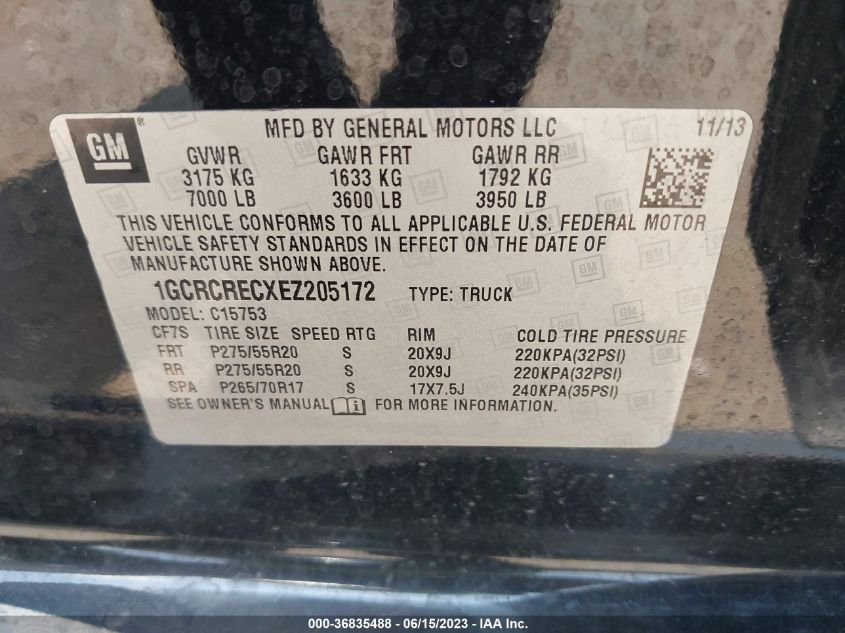 GM
MFD BY GENERAL MOTORS LLC 11/13
GVWR GAWR FRT GAWR RR
3175 KG 1633 KG 1792 KG
7000 LB 3600 LB 3950 LB
THIS VEHICLE CONFORMS TO ALL APPLICABLE U.S. FEDERAL MOTOR
VEHICLE SAFETY STANDARDS IN EFFECT ON THE DATE OF
MANUFACTURE SHOWN ABOVE.
1GCRCRECXEZ205172 TYPE: TRUCK
MODEL: C15753
CF7S TIRE SIZE SPEED RTG RIM COLD TIRE PRESSURE
FRT P275/55R20 S 20X9J 220KPA(32PSI)
RR P275/55R20 S 20X9J 220KPA(32PSI)
SPA P265/70R17 S 17X7.5J 240KPA(35PSI)
SEE OWNER'S MANUAL FOR MORE INFORMATION.
000-36835488 - 06/15/2023 - IAA Inc.